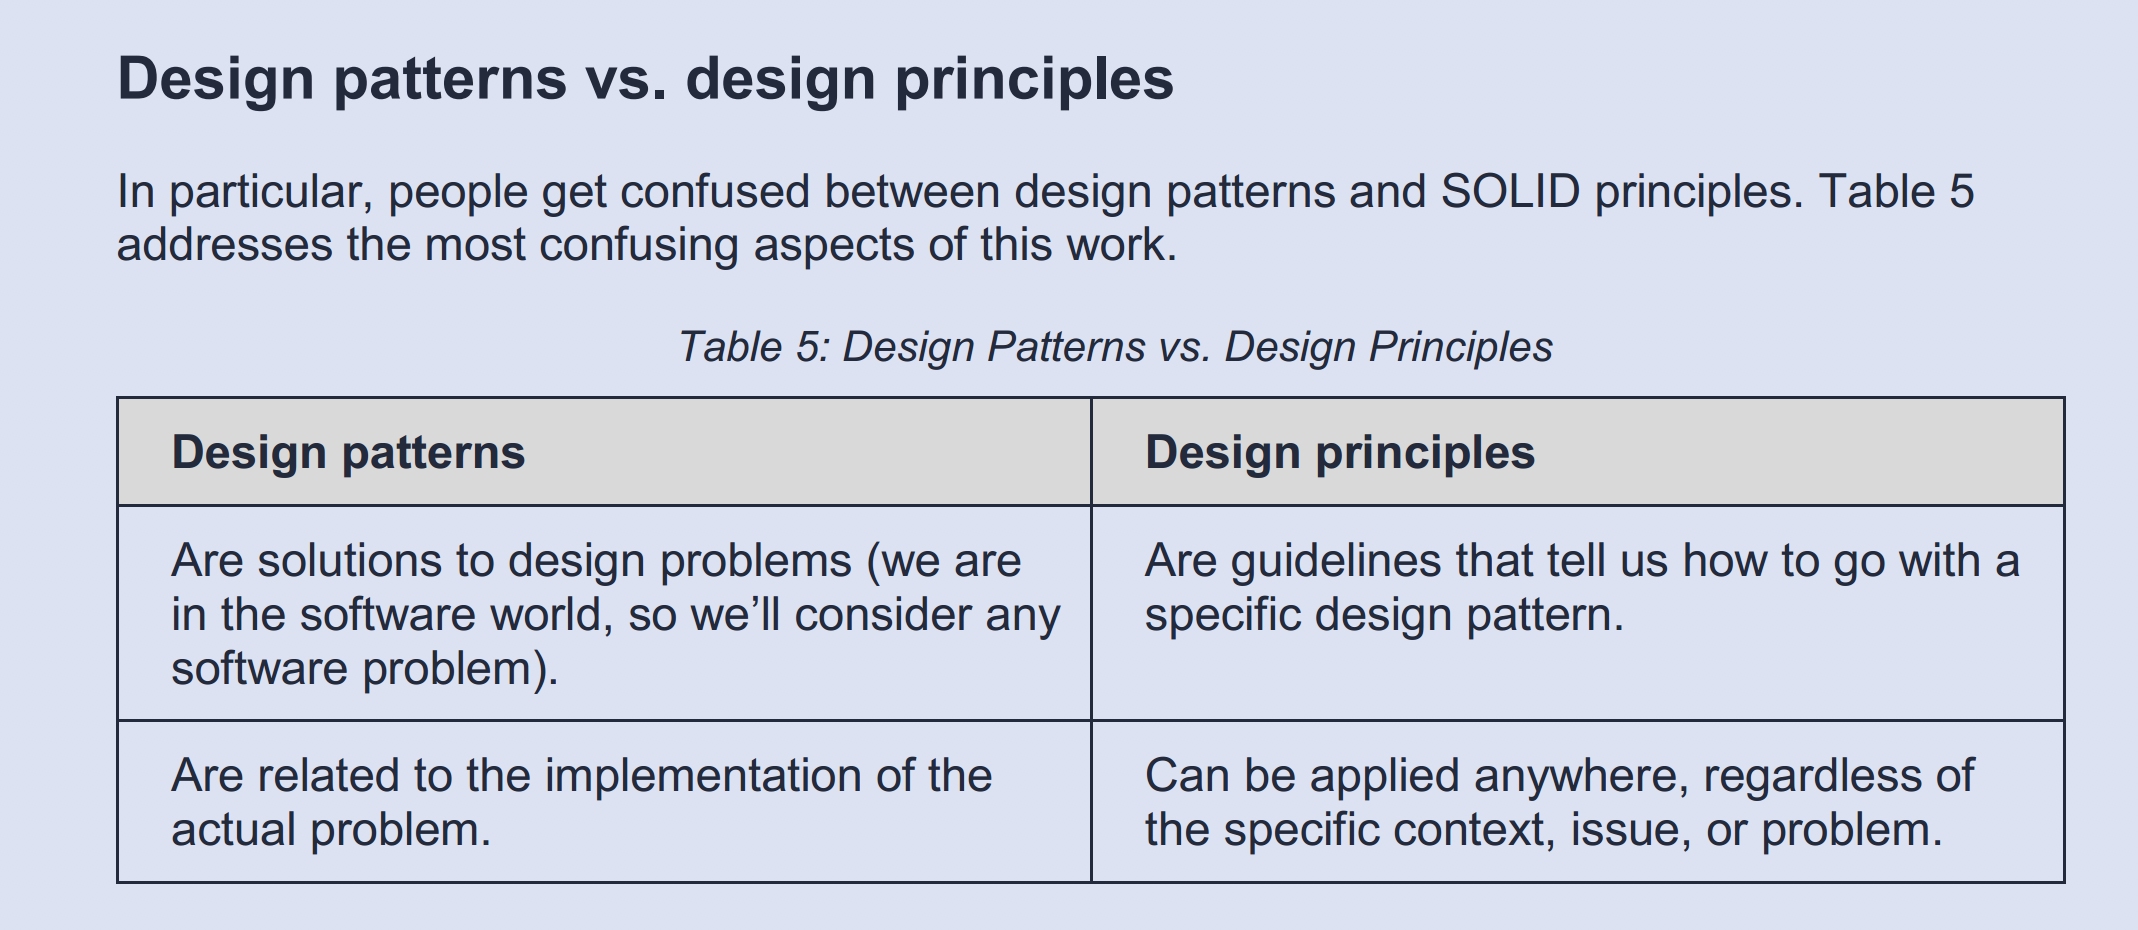 Design patterns vs. design principles
In particular, people get confused between design patterns and SOLID principles. Table 5
addresses the most confusing aspects of this work.
Table 5: Design Patterns vs. Design Principles
Design patterns
Design principles
Are solutions to design problems (we are
in the software world, so we’ll consider any
software problem).
Are guidelines that tell us how to go with a
specific design pattern.
Are related to the implementation of the
actual problem.
Can be applied anywhere, regardless of
the specific context, issue, or problem.